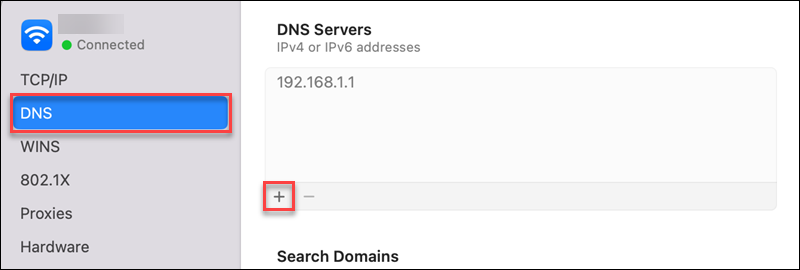 Connected
TCP/IP
DNS
WINS
802.1X
Proxies
Hardware
DNS Servers
IPv4 or IPv6 addresses
192.168.1.1
+ −
Search Domains